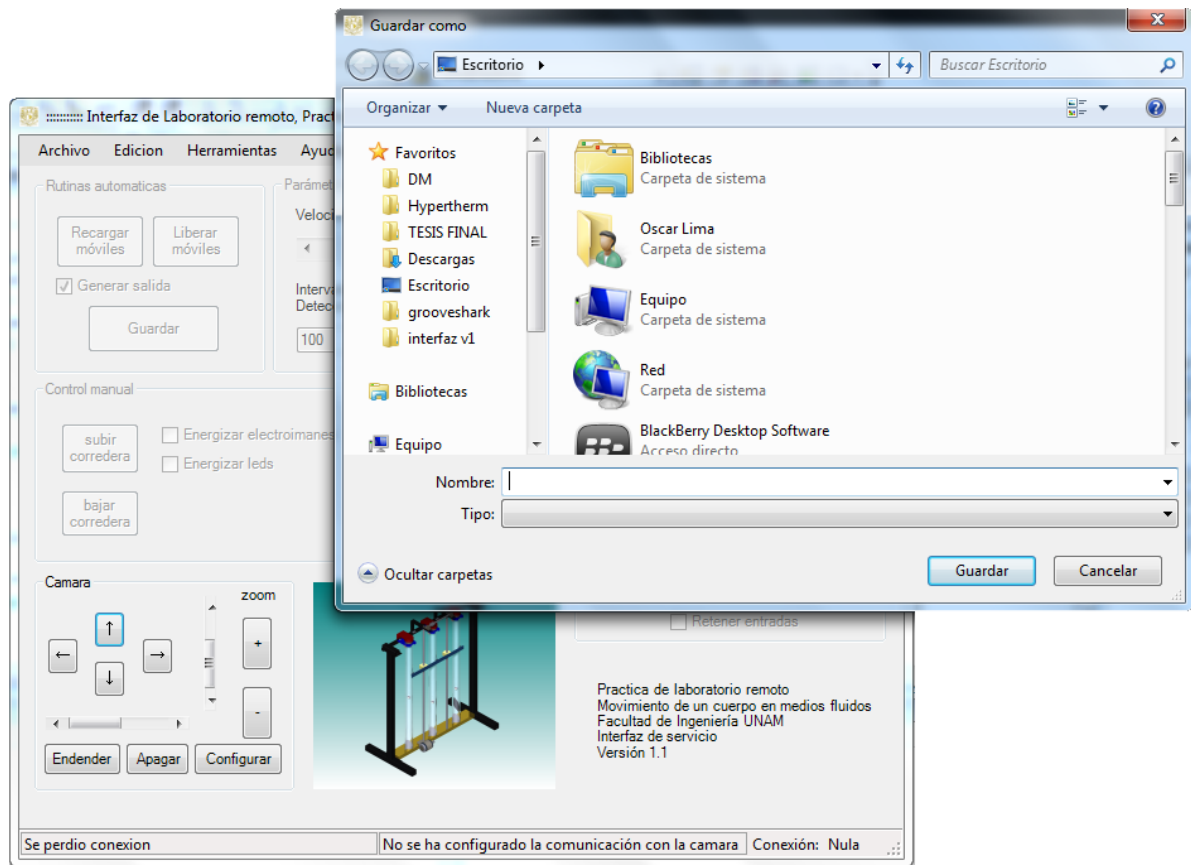 Guardar como
Escritorio
Buscar Escritorio
Organizar
Nueva carpeta
Favoritos
DM
Hypertherm
TESIS FINAL
Descargas
Escritorio
grooveshark
interfaz v1
Bibliotecas
Equipo
Bibliotecas
Carpeta de sistema
Oscar Lima
Carpeta de sistema
Equipo
Carpeta de sistema
Red
Carpeta de sistema
BlackBerry Desktop Software
Acceso directo
Nombre:
Tipo:
Ocultar carpetas
Guardar
Cancelar
:::::::::: Interfaz de Laboratorio remoto, Pract
Archivo Edicion Herramientas Ayuc
Rutinas automaticas
Recargar
móviles
Liberar
móviles
Generar salida
Guardar
Parámet
Veloci
Interva
Detec
100
Control manual
subir
corredera
bajar
corredera
Energizar electroimanes
Energizar leds
Camara
zoom
+
-
Endender
Apagar
Configurar
Retener entradas
Practica de laboratorio remoto
Movimiento de un cuerpo en medios fluidos
Facultad de Ingeniería UNAM
Interfaz de servicio
Versión 1.1
Se perdio conexion
No se ha configurado la comunicación con la camara
Conexión: Nula